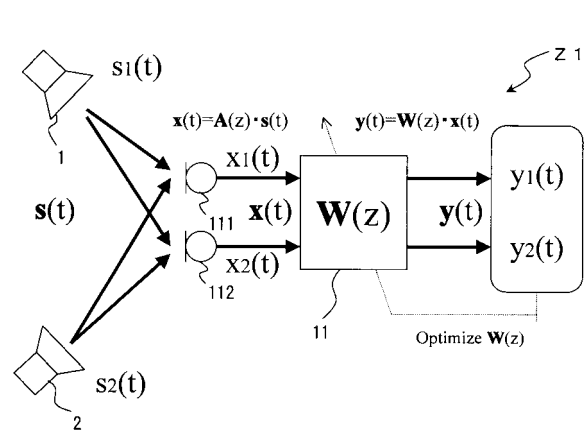 s1(t)
Z 1
1
x(t)=A(z)·s(t)
y(t)=W(z)·x(t)
x1(t)
y1(t)
111
s(t)
x(t)
W(z)
y(t)
x2(t)
y2(t)
112
11
Optimize W(z)
s2(t)
2